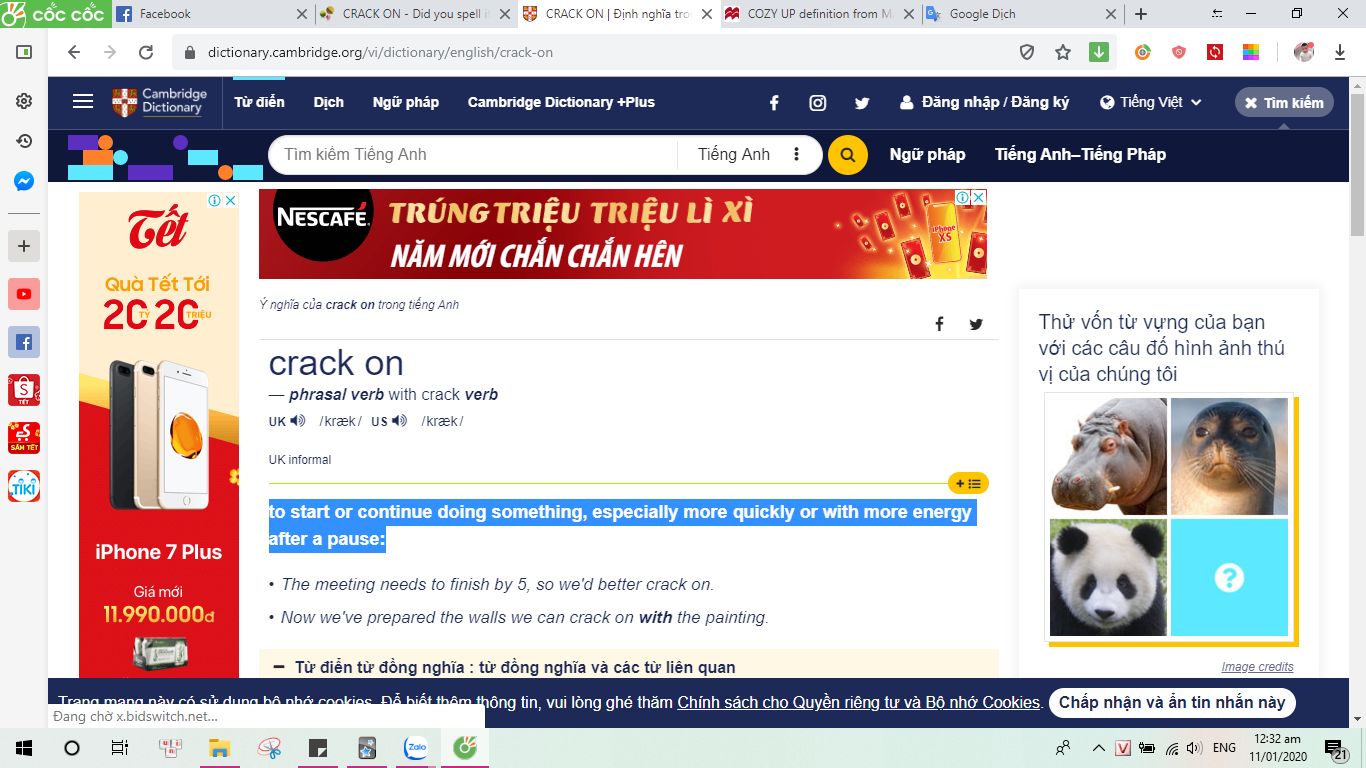 cốc cốc
Facebook
CRACK ON - Did you spell i
CRACK ON | Định nghĩa tro
COZY UP definition from M
Google Dịch
dictionary.cambridge.org/vi/dictionary/english/crack-on
Cambridge
Dictionary
Từ điển
Dịch
Ngữ pháp
Cambridge Dictionary +Plus
Đăng nhập / Đăng ký
Tiếng Việt
Tìm kiếm
Tìm kiếm Tiếng Anh
Tiếng Anh
Ngữ pháp
Tiếng Anh–Tiếng Pháp
Tết
Quà Tết Tới
20 TỶ 20 TRIỆU
iPhone 7 Plus
Giá mới
11.990.000đ
NESCAFÉ.
TRÚNG TRIỆU TRIỆU LÌ XÌ
NĂM MỚI CHẮN CHẮN HÊN
iPhone
XS
Ý nghĩa của crack on trong tiếng Anh
crack on
— phrasal verb with crack verb
UK /kræk/ US /kræk/
UK informal
to start or continue doing something, especially more quickly or with more energy
after a pause:
• The meeting needs to finish by 5, so we'd better crack on.
• Now we've prepared the walls we can crack on with the painting.
Từ điển từ đồng nghĩa : từ đồng nghĩa và các từ liên quan
Thử vốn từ vựng của bạn
với các câu đố hình ảnh thú
vị của chúng tôi
?
Image credits
TẾT
SẮM TẾT
TIKI
Trang mạng này có sử dụng bộ nhớ cookies. Để biết thêm thông tin, vui lòng ghé thăm Chính sách cho Quyền riêng tư và Bộ nhớ Cookies.
Chấp nhận và ẩn tin nhắn này
Đang chờ x.bidswitch.net...
Zalo
V
ENG
12:32 am
11/01/2020
21